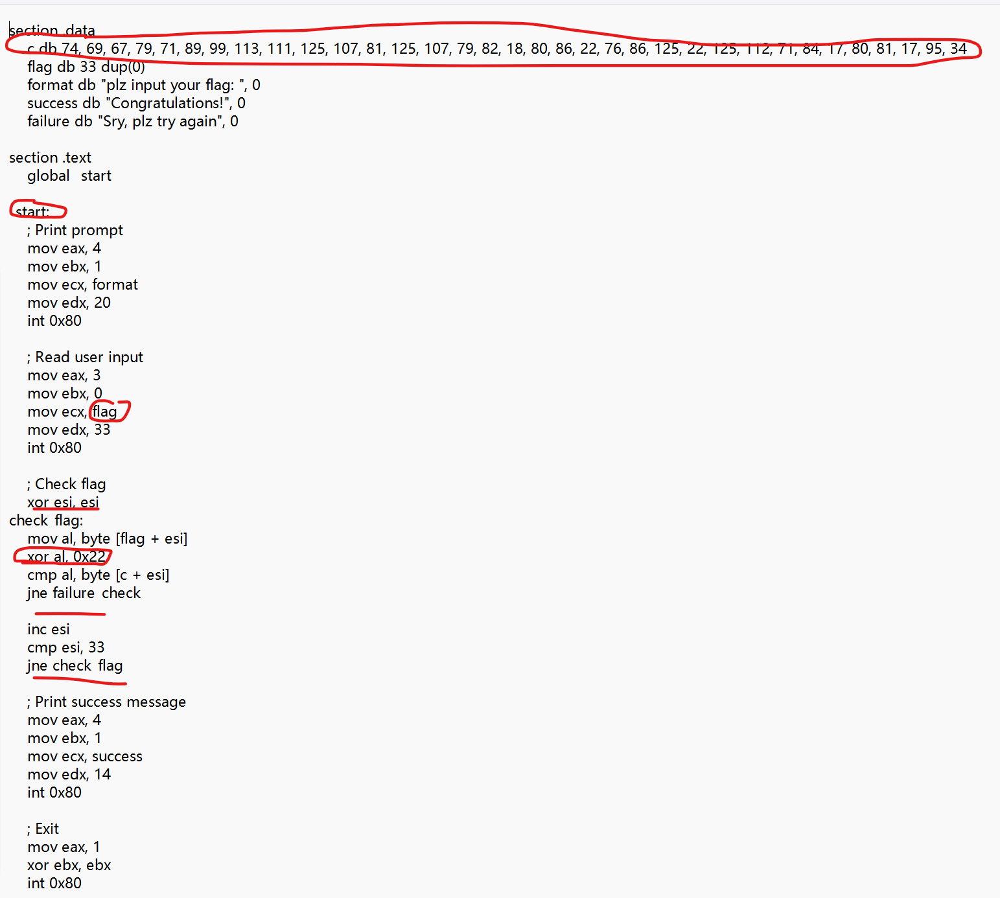 section .data
c db 74, 69, 67, 79, 71, 89, 99, 113, 111, 125, 107, 81, 125, 107, 79, 82, 18, 80, 86, 22, 76, 86, 125, 22, 125, 112, 71, 84, 17, 80, 81, 17, 95, 34
flag db 33 dup(0)
format db "plz input your flag: ", 0
success db "Congratulations!", 0
failure db "Sry, plz try again", 0
section .text
global start
start:
; Print prompt
mov eax, 4
mov ebx, 1
mov ecx, format
mov edx, 20
int 0x80
; Read user input
mov eax, 3
mov ebx, 0
mov ecx, flag
mov edx, 33
int 0x80
; Check flag
xor esi, esi
check flag:
mov al, byte [flag + esi]
xor al, 0x22
cmp al, byte [c + esi]
jne failure check
inc esi
cmp esi, 33
jne check flag
; Print success message
mov eax, 4
mov ebx, 1
mov ecx, success
mov edx, 14
int 0x80
; Exit
mov eax, 1
xor ebx, ebx
int 0x80